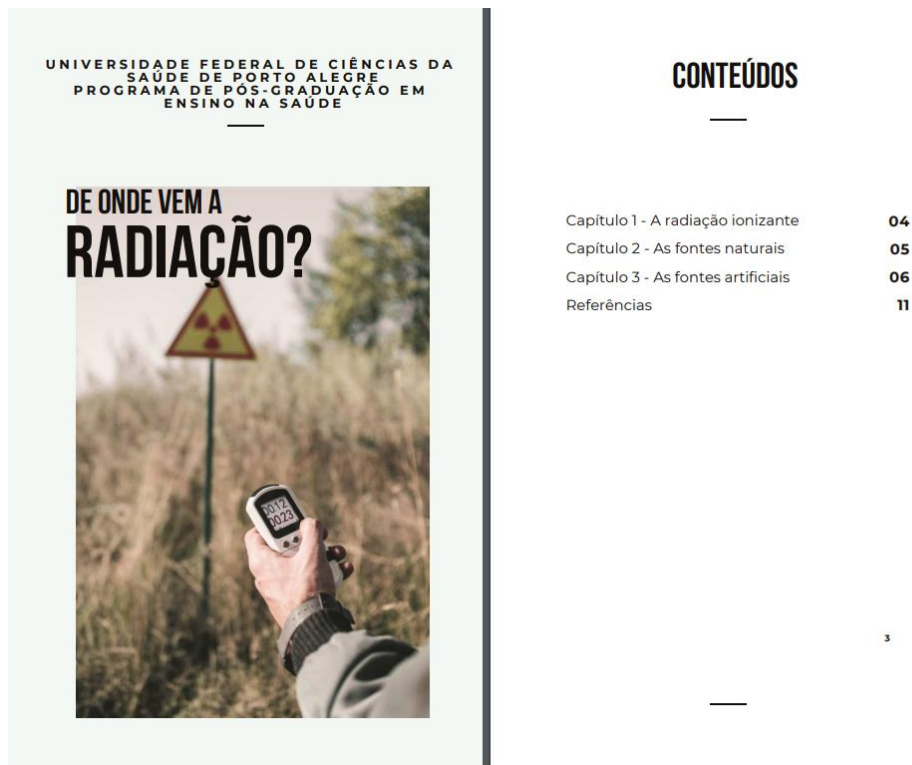 UNIVERSIDADE FEDERAL DE CIÊNCIAS DA
SAÚDE DE PORTO ALEGRE
PROGRAMA DE PÓS-GRADUAÇÃO EM
ENSINO NA SAÚDE
DE ONDE VEM A
RADIAÇÃO?
00.12
00.23
CONTEÚDOS
Capítulo 1 - A radiação ionizante 04
Capítulo 2 - As fontes naturais 05
Capítulo 3 - As fontes artificiais 06
Referências 11
3